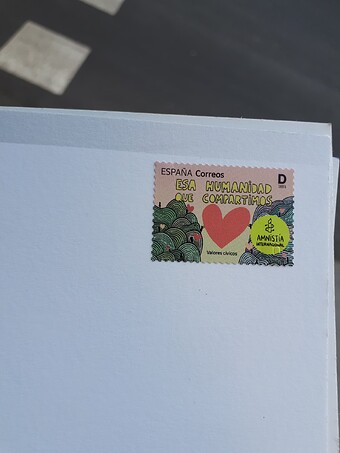 ESPAÑA Correos
D
ESA HUMANIDAD
QUE COMPARTIMOS
AMNISTÍA
INTERNACIONAL
Valores cívicos